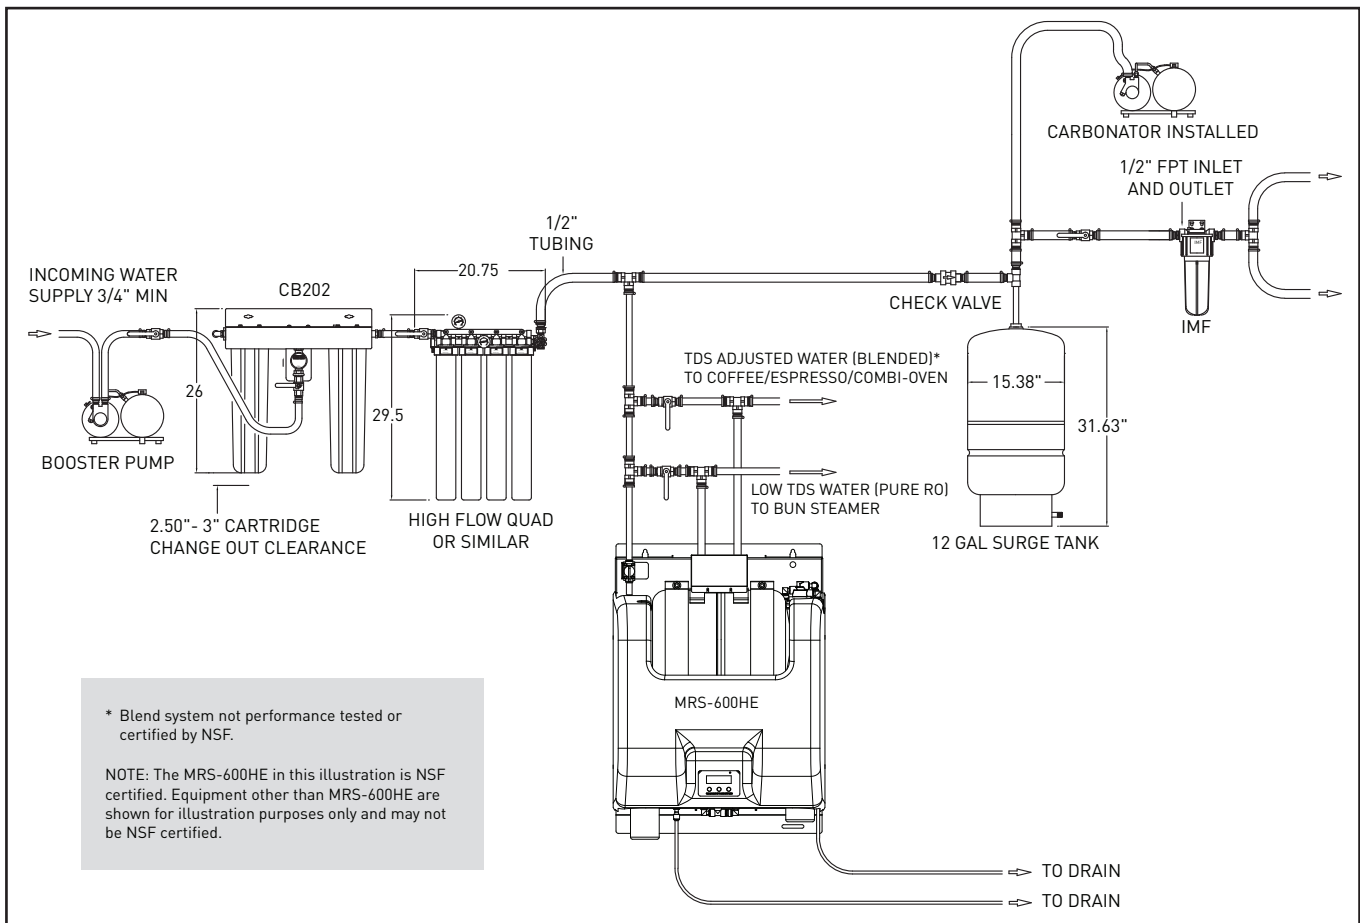 CARBONATOR INSTALLED
1/2" FPT INLET
AND OUTLET
1/2"
TUBING
20.75
INCOMING WATER
SUPPLY 3/4" MIN
CB202
CHECK VALVE
IMF
TDS ADJUSTED WATER (BLENDED)*
TO COFFEE/ESPRESSO/COMBI-OVEN
26
29.5
15.38"
31.63"
BOOSTER PUMP
LOW TDS WATER (PURE RO)
TO BUN STEAMER
2.50"- 3" CARTRIDGE
CHANGE OUT CLEARANCE
HIGH FLOW QUAD
OR SIMILAR
12 GAL SURGE TANK
MRS-600HE
* Blend system not performance tested or
certified by NSF.
NOTE: The MRS-600HE in this illustration is NSF
certified. Equipment other than MRS-600HE are
shown for illustration purposes only and may not
be NSF certified.
TO DRAIN
TO DRAIN